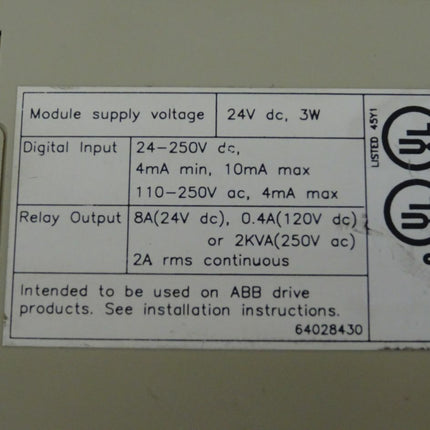 Module supply voltage 24V dc, 3W
Digital Input 24-250V dc,
4mA min, 10mA max
110-250V ac, 4mA max
Relay Output 8A(24V dc), 0.4A(120V dc)
or 2KVA(250V ac)
2A rms continuous
Intended to be used on ABB drive
products. See installation instructions.
64028430
LISTED 45Y1
UL
UL